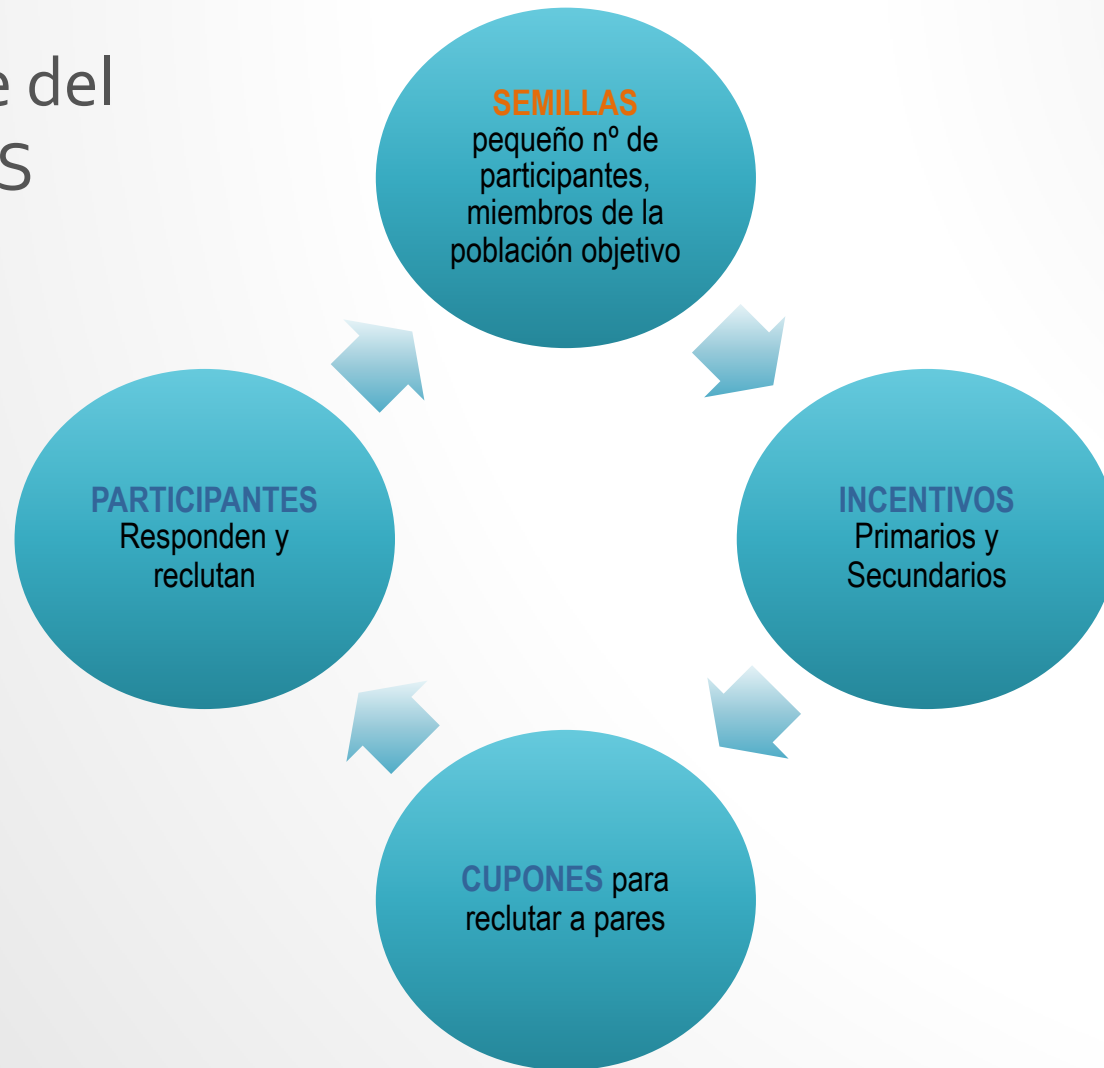 e del
S
SEMILLAS
pequeño nº de
participantes,
miembros de la
población objetivo
PARTICIPANTES
Responden y
reclutan
INCENTIVOS
Primarios y
Secundarios
CUPONES para
reclutar a pares